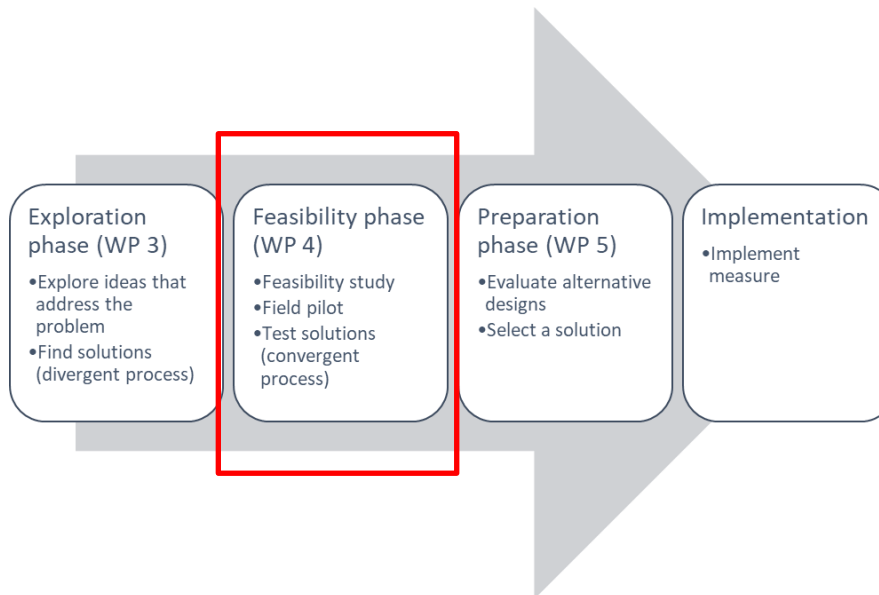 Exploration
phase (WP 3)
•Explore ideas that
address the
problem
•Find solutions
(divergent process)
Feasibility phase
(WP 4)
•Feasibility study
•Field pilot
•Test solutions
(convergent
process)
Preparation
phase (WP 5)
•Evaluate alternative
designs
•Select a solution
Implementation
•Implement
measure